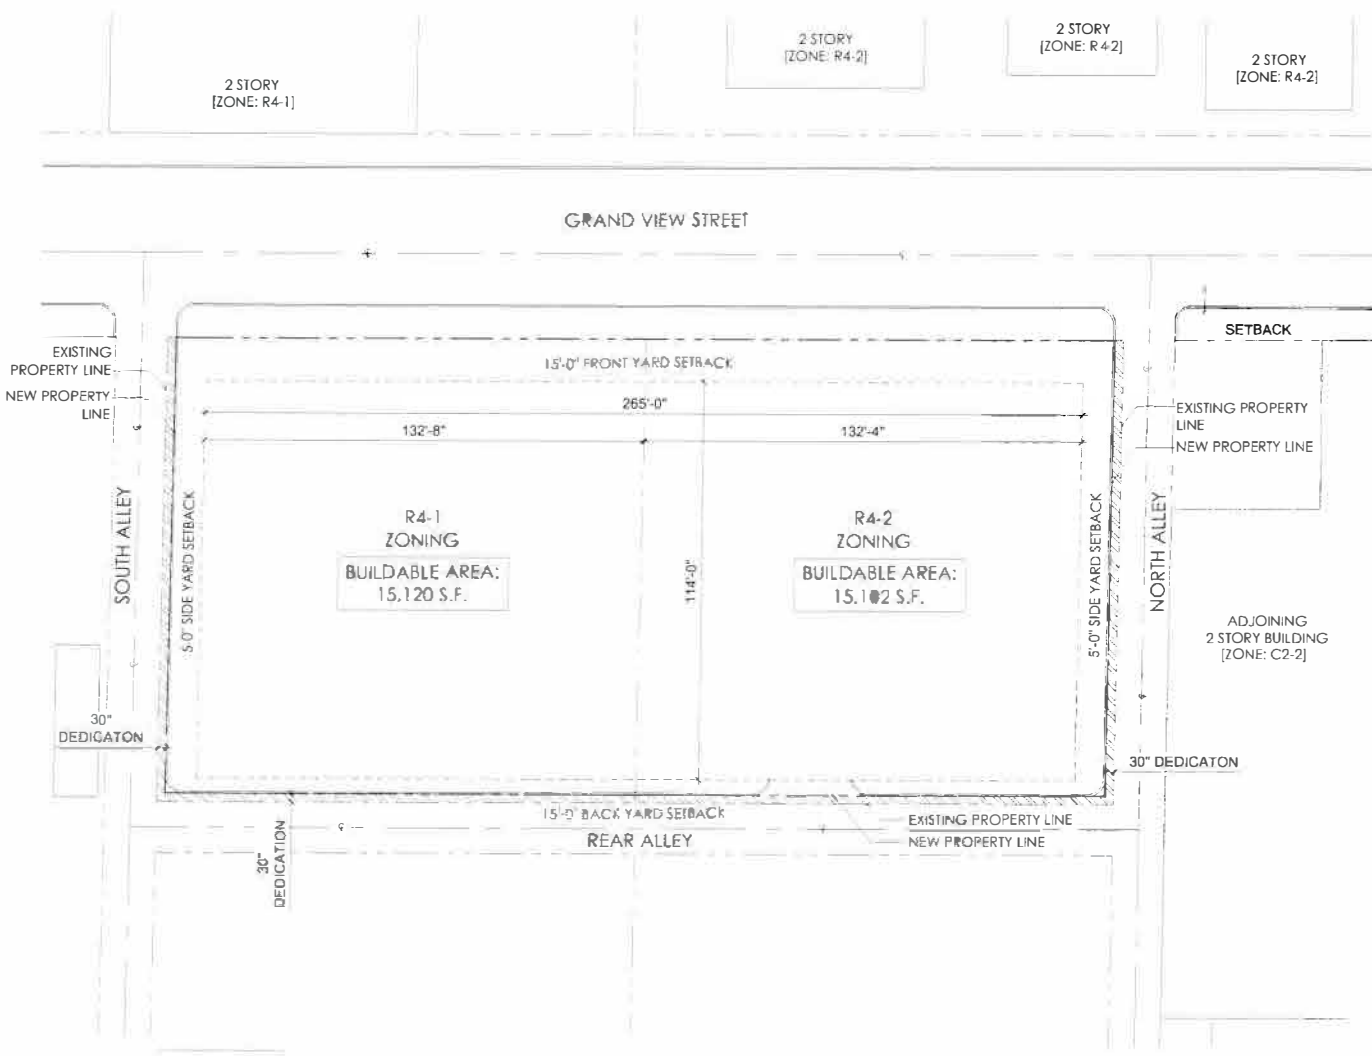 2 STORY
[ZONE: R4-1]
2 STORY
[ZONE: R4-2]
2 STORY
[ZONE: R4-2]
2 STORY
[ZONE: R4-2]
GRAND VIEW STREET
SETBACK
EXISTING
PROPERTY LINE
NEW PROPERTY
LINE
15'-0" FRONT YARD SETBACK
265'-0"
132'-8"
132'-4"
EXISTING PROPERTY
LINE
NEW PROPERTY LINE
SOUTH ALLEY
5'-0" SIDE YARD SETBACK
R4-1
ZONING
BUILDABLE AREA:
15,120 S.F.
114'-0"
R4-2
ZONING
BUILDABLE AREA:
S.F.
5'-0" SIDE YARD SETBACK
NORTH ALLEY
ADJOINING
2 STORY BUILDING
[ZONE: C2-2]
30"
DEDICATON
30" DEDICATON
15'-0" BACK YARD SETBACK
REAR ALLEY
EXISTING PROPERTY LINE
NEW PROPERTY LINE
30"
DEDICATION